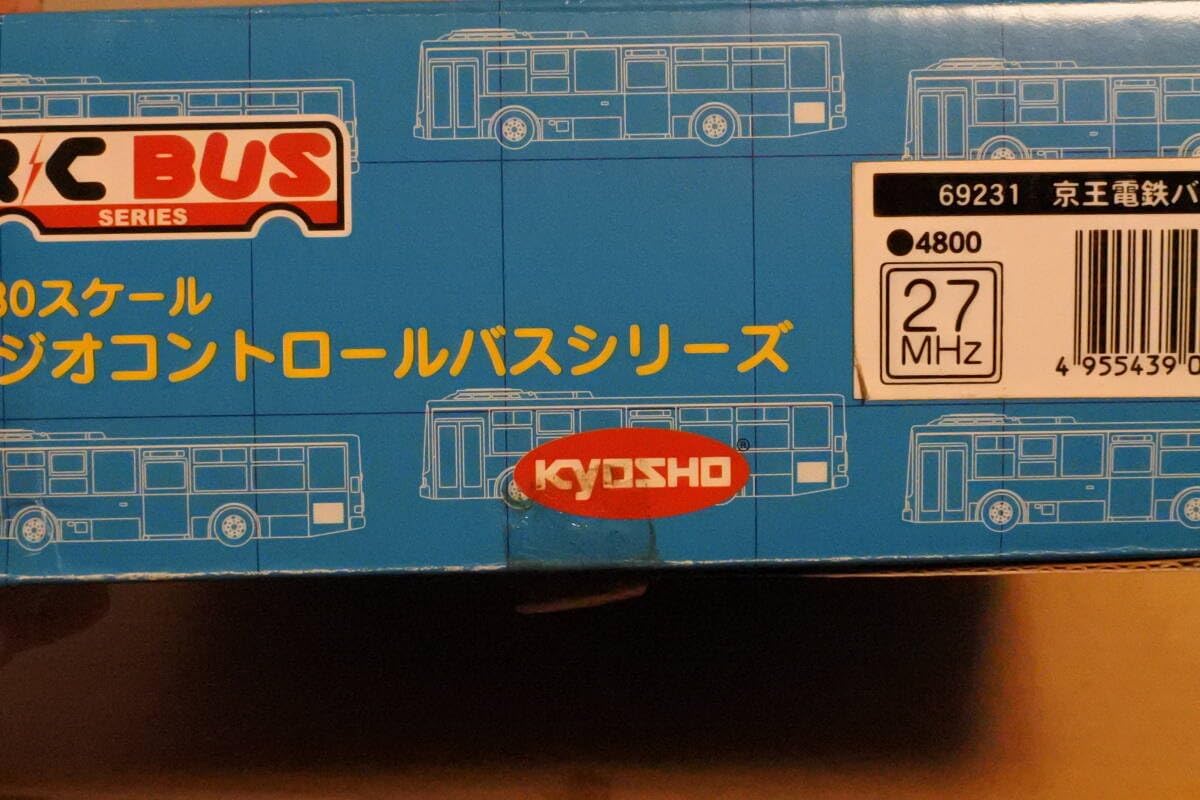 R/C BUS
SERIES
80スケール
ジオコントロールバスシリーズ
69231 京王電鉄バ
●4800
27
MHz
4 955439 0
KYOSHO ®